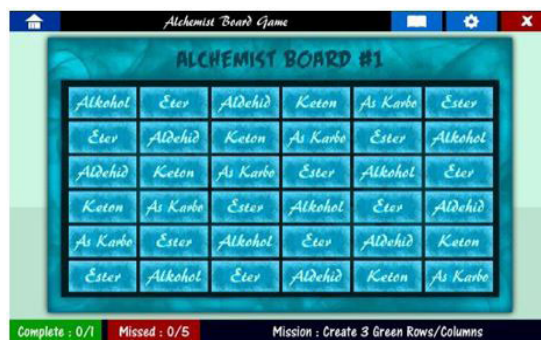 Alchemist Board Game
X
ALCHEMIST BOARD #1
Alkohol Eter Aldehid Keton As Karbo Ester
Eter Aldehid Keton As Karbo Ester Alkohol
Aldehid Keton As Karbo Ester Alkohol Eter
Keton As Karbo Ester Alkohol Eter Aldehid
As Karbo Ester Alkohol Eter Aldehid Keton
Ester Alkohol Eter Aldehid Keton As Karbo
Complete : 0/1 Missed : 0/5 Mission : Create 3 Green Rows/Columns